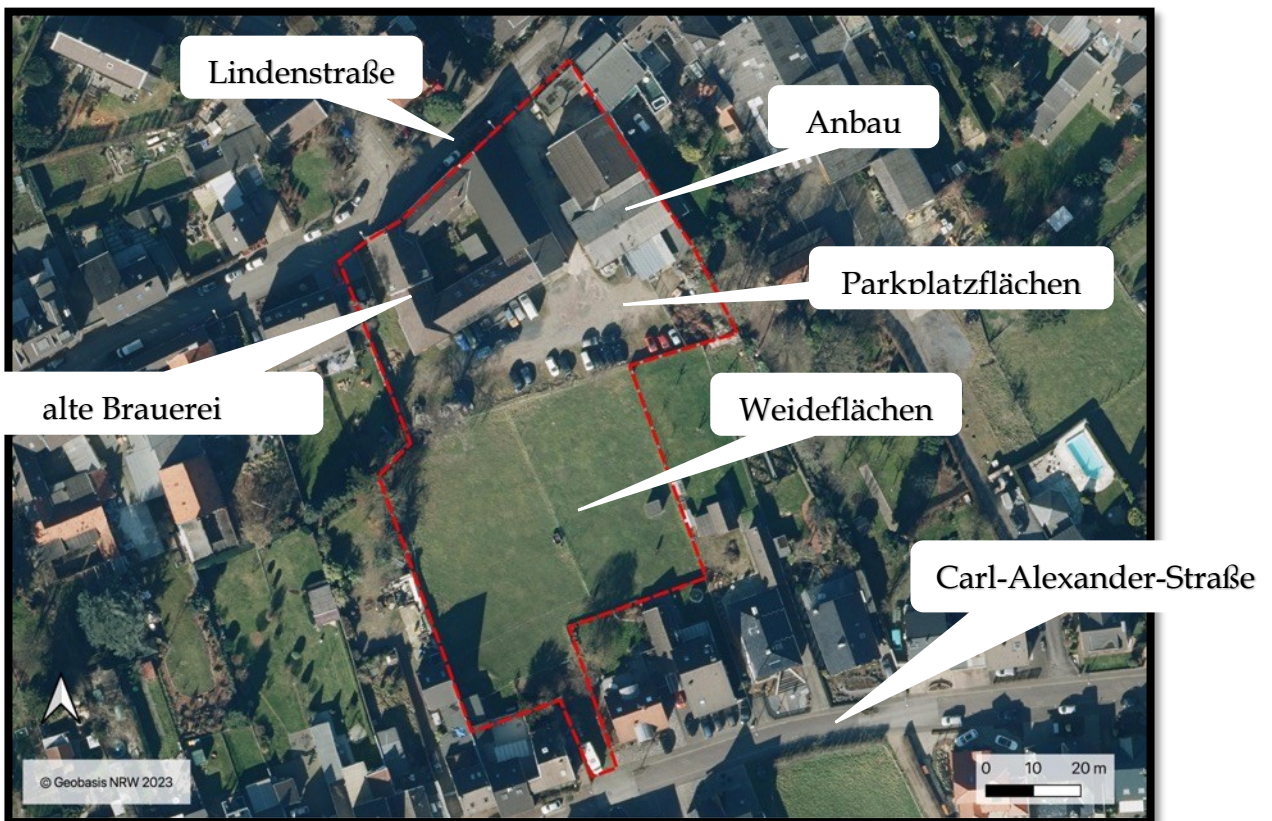 Lindenstraße
Anbau
Parkplatzflächen
alte Brauerei
Weideflächen
Carl-Alexander-Straße
© Geobasis NRW 2023
0 10 20 m